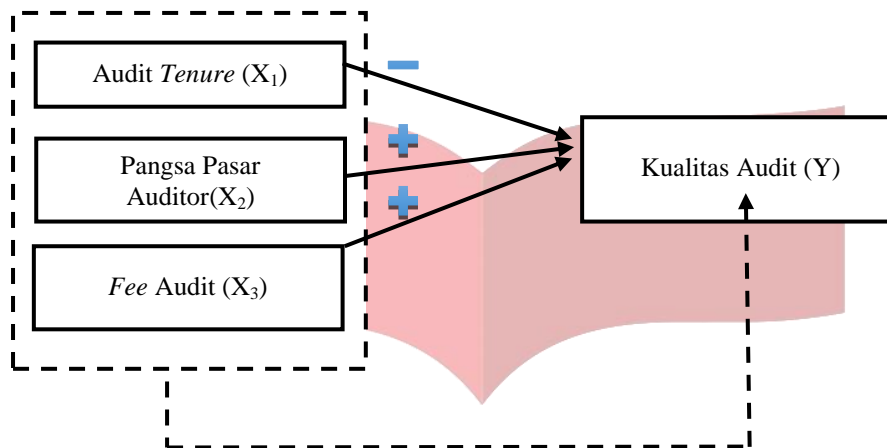 Audit Tenure (X₁)
Pangsa Pasar
Auditor(X₂)
Fee Audit (X₃)
Kualitas Audit (Y)